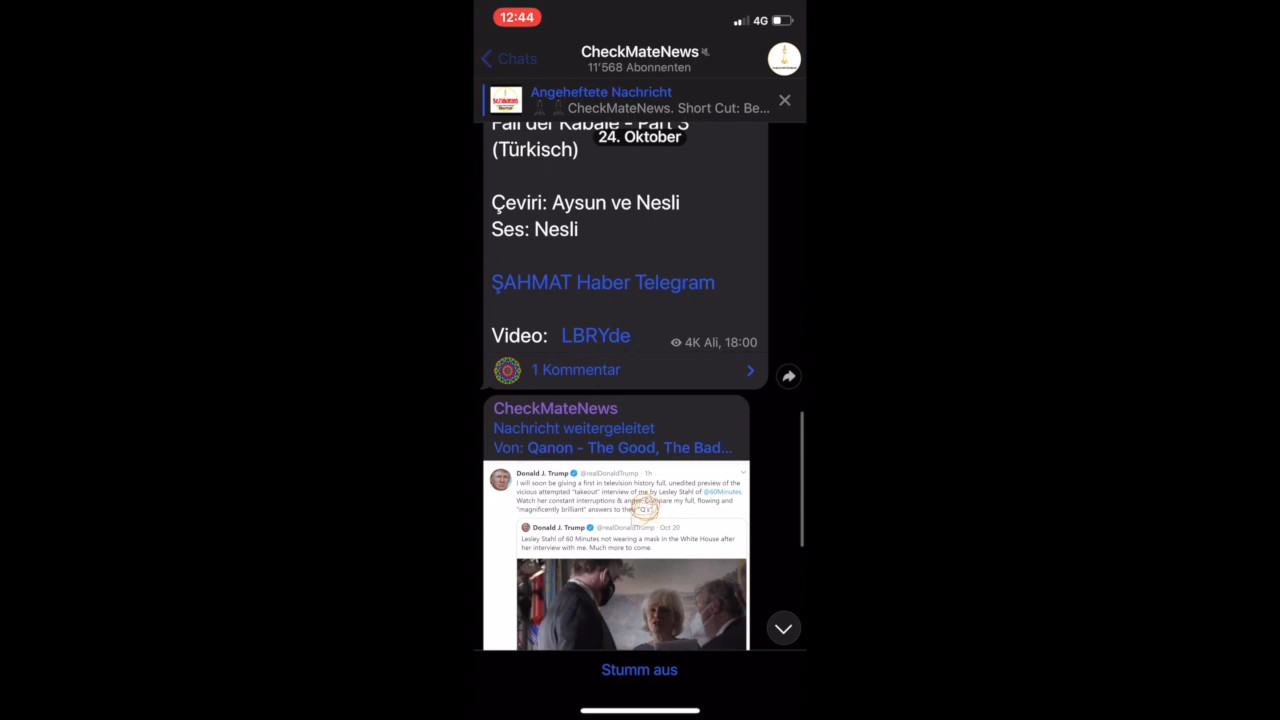 12:44
4G
Chats
CheckMateNews
11'568 Abonnenten
Angeheftete Nachricht
CheckMateNews. Short Cut: Be...
Fall der Kabale - Part 3
24. Oktober
(Türkisch)
Çeviri: Aysun ve Nesli
Ses: Nesli
ŞAHMAT Haber Telegram
Video: LBRYde
4K Ali, 18:00
1 Kommentar
CheckMateNews
Nachricht weitergeleitet
Von: Qanon - The Good, The Bad...
Donald J. Trump @realDonaldTrump · 1h
I will soon be giving a first in television history full, unedited preview of the
vicious attempted "takeout" interview of me by Lesley Stahl of @60Minutes.
Watch her constant interruptions & anger. Compare my full, flowing and
"magnificently brilliant" answers to their "Q's".
Donald J. Trump @realDonaldTrump · Oct 20
Lesley Stahl of 60 Minutes not wearing a mask in the White House after
her interview with me. Much more to come.
Stumm aus